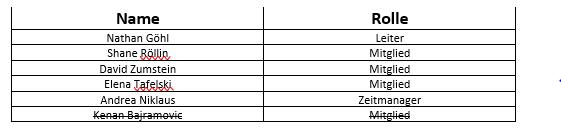 Name Rolle
Nathan Göhl Leiter
Shane Röllin Mitglied
David Zumstein Mitglied
Elena Tafelski Mitglied
Andrea Niklaus Zeitmanager
Kenan Bajramovic Mitglied